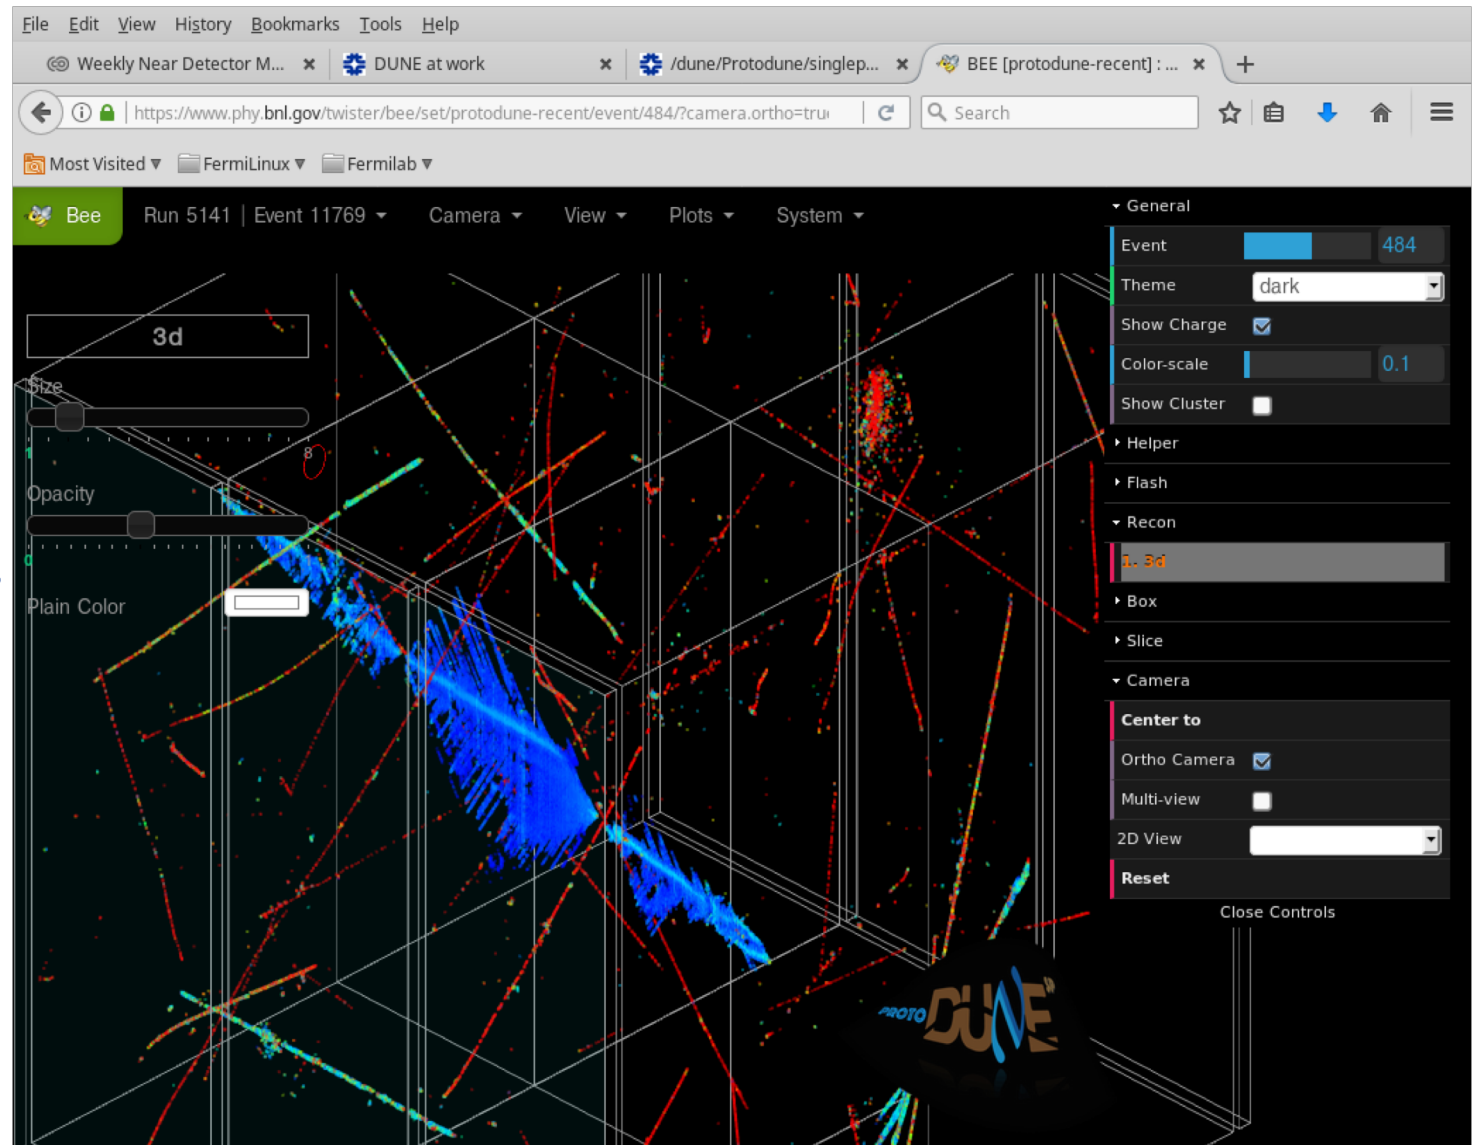 File Edit View History Bookmarks Tools Help
Weekly Near Detector M... × DUNE at work × /dune/Protodune/singlep... × BEE [protodune-recent] : ... × +
https://www.phy.bnl.gov/twister/bee/set/protodune-recent/event/484/?camera.ortho=tru Search
Most Visited FermiLinux Fermilab
Bee Run 5141 | Event 11769 Camera View Plots System
3d
Size
1 8
Opacity
0
Plain Color
General
Event 484
Theme dark
Show Charge
Color-scale 0.1
Show Cluster
Helper
Flash
Recon
1. 3d
Box
Slice
Camera
Center to
Ortho Camera
Multi-view
2D View
Reset
Close Controls
PROTO DUNE SP